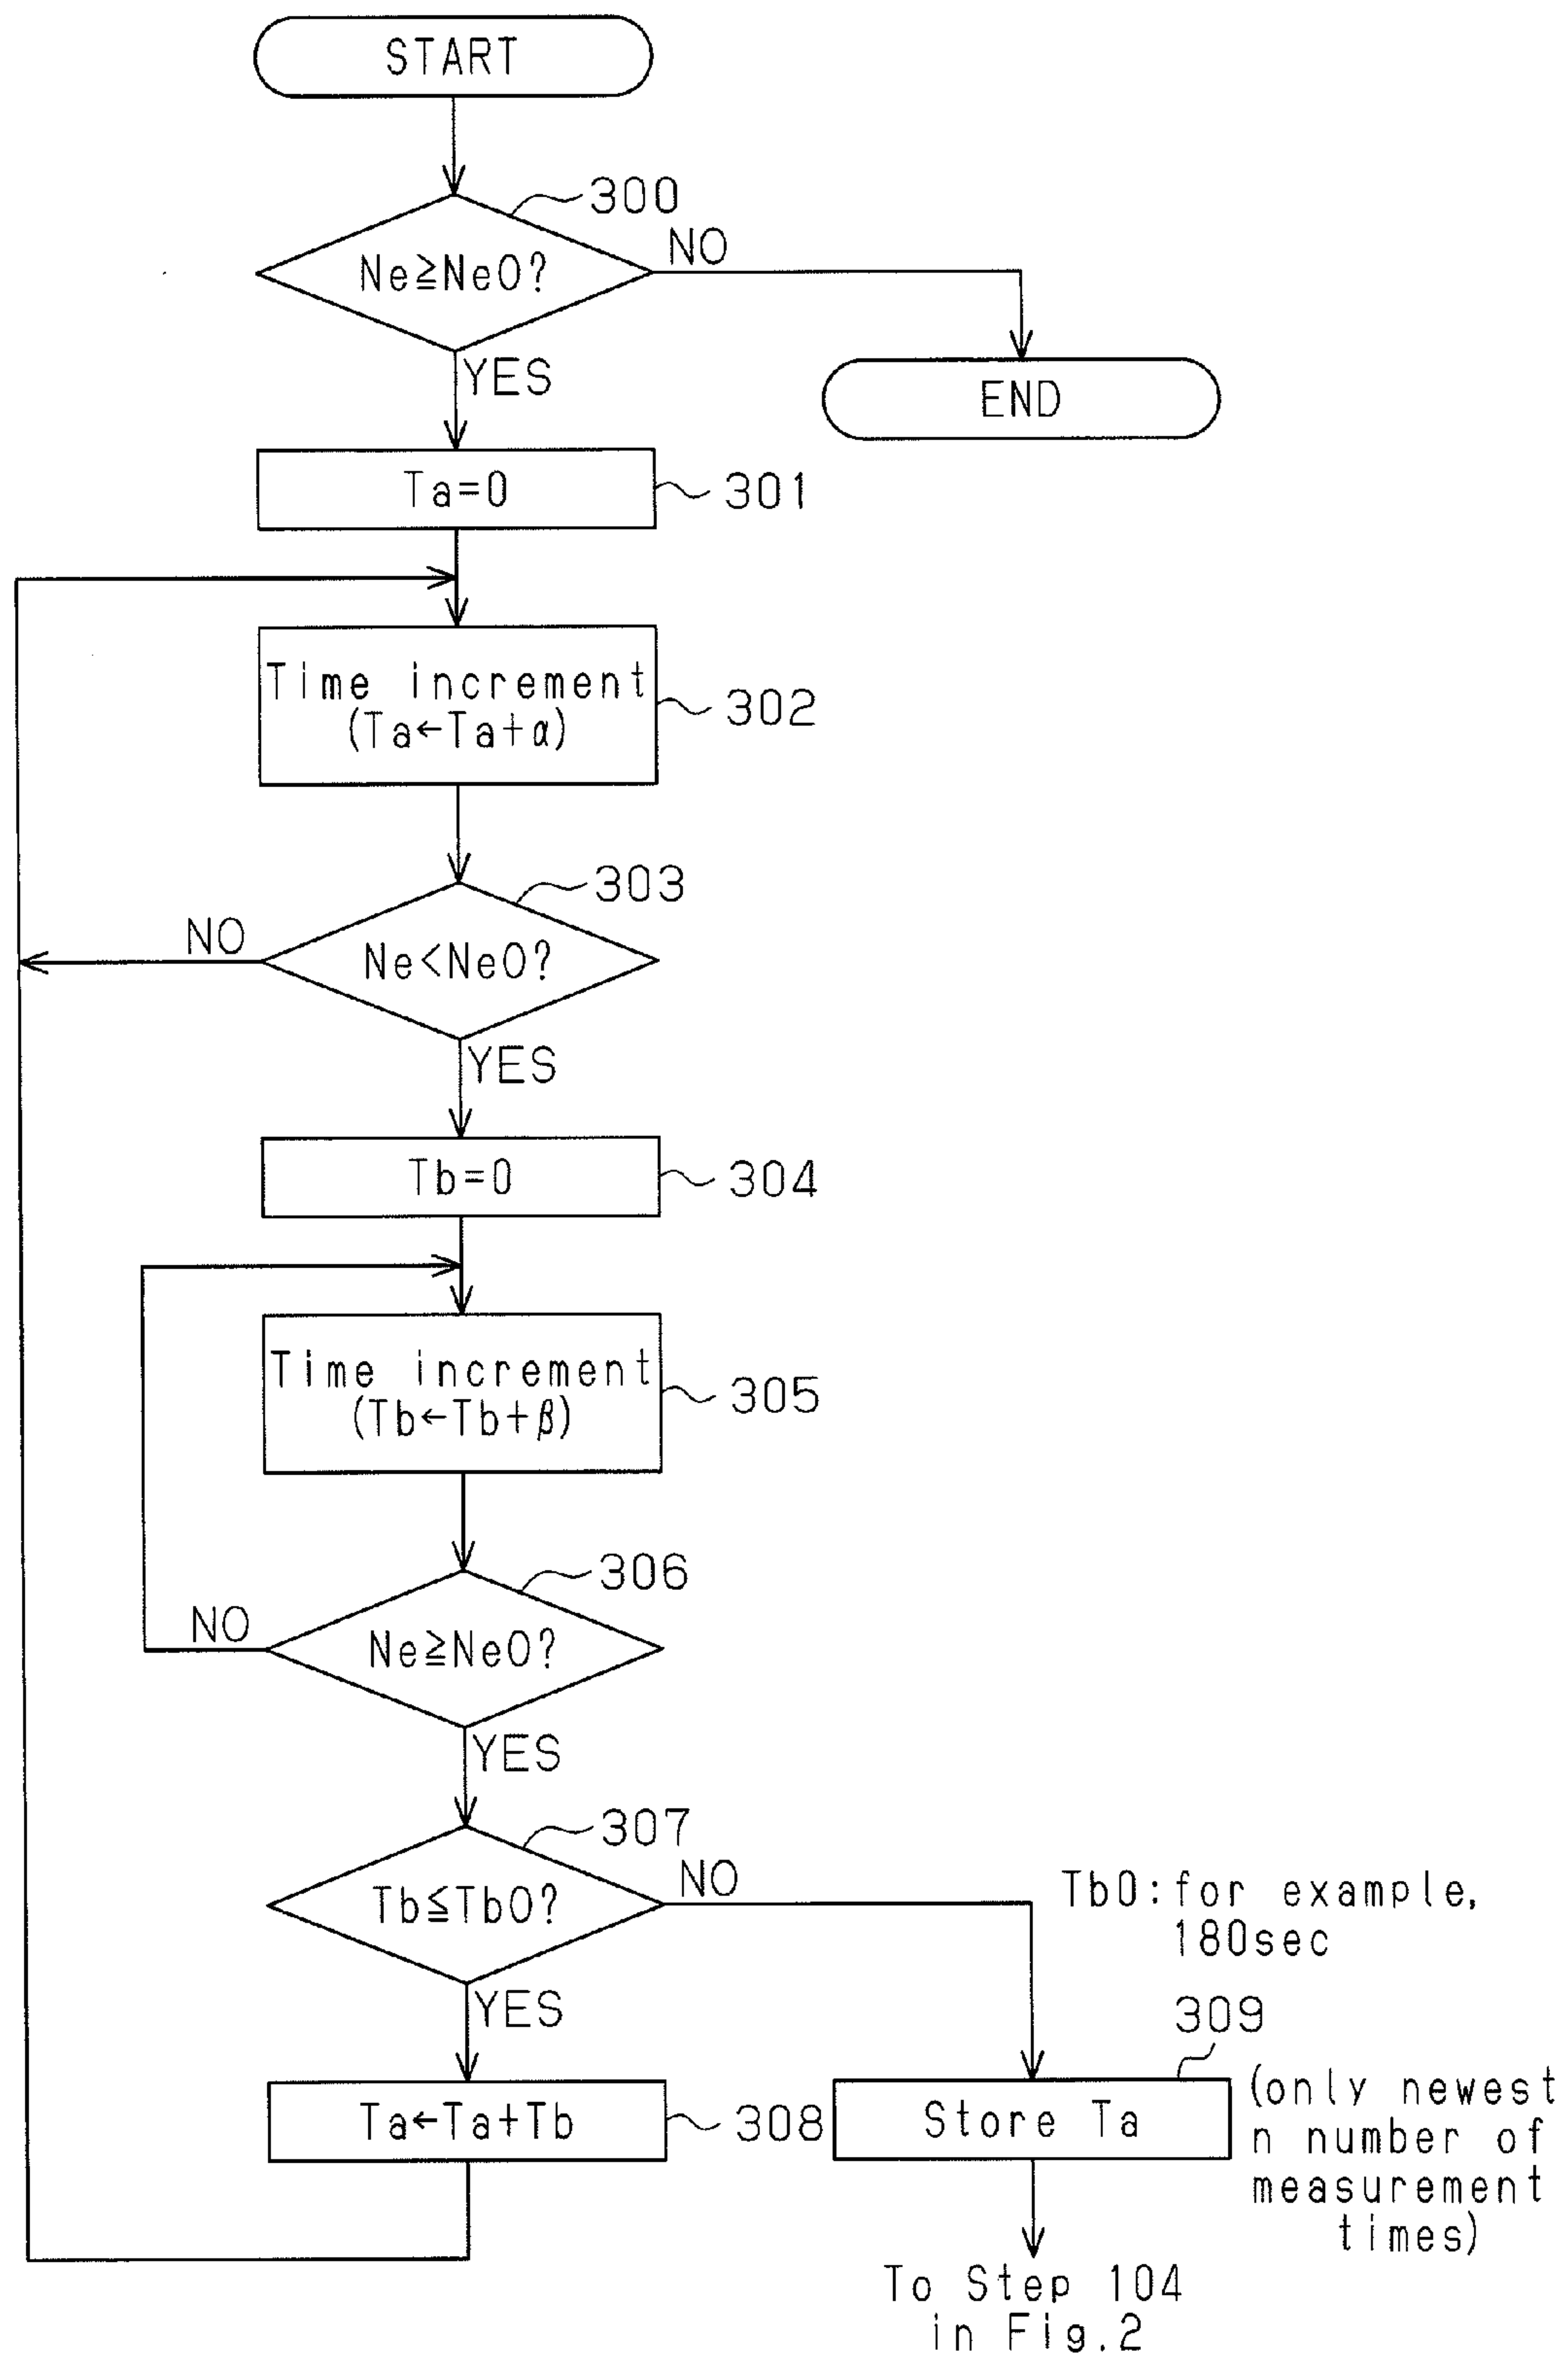 START
300
Ne≧Ne0?
NO
YES
END
Ta=0
301
Time increment
(Ta←Ta+α)
302
303
Ne<Ne0?
NO
YES
Tb=0
304
Time increment
(Tb←Tb+β)
305
306
Ne≧Ne0?
NO
YES
307
Tb≦Tb0?
NO
Tb0:for example,
180sec
YES
309
Ta←Ta+Tb
308
Store Ta
(only newest
n number of
measurement
times)
To Step 104
in Fig.2